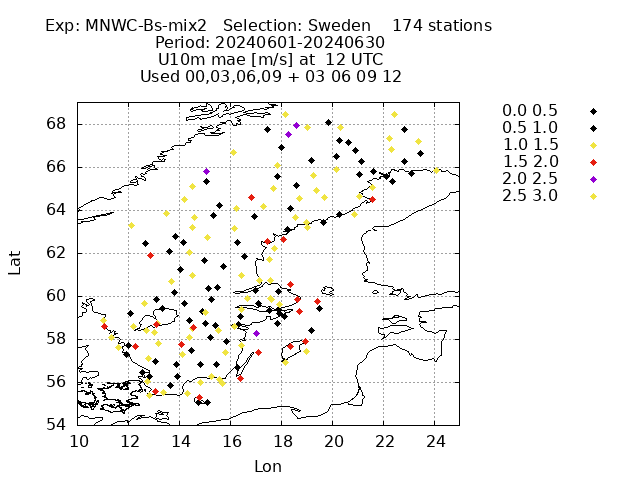 Exp: MNWC-Bs-mix2 Selection: Sweden 174 stations
Period: 20240601-20240630
U10m mae [m/s] at 12 UTC
Used 00,03,06,09 + 03 06 09 12
0.0 0.5
0.5 1.0
1.0 1.5
1.5 2.0
2.0 2.5
2.5 3.0
68
66
64
62
60
58
56
54
Lat
10 12 14 16 18 20 22 24
Lon